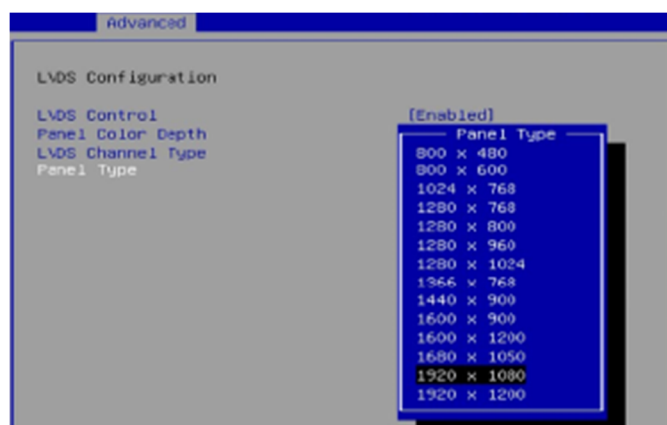 Advanced
LVDS Configuration
LVDS Control [Enabled]
Panel Color Depth
LVDS Channel Type
Panel Type
Panel Type
800 x 480
800 x 600
1024 x 768
1280 x 768
1280 x 800
1280 x 960
1280 x 1024
1366 x 768
1440 x 900
1600 x 900
1600 x 1200
1680 x 1050
1920 x 1080
1920 x 1200